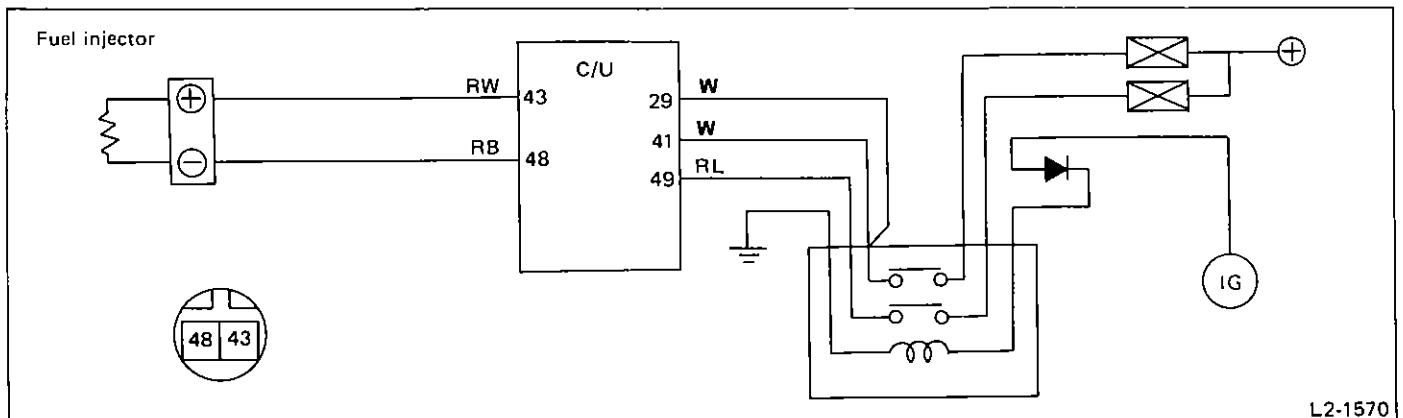 Fuel injector
C/U
RW
43
RB
48
29
W
41
W
49
RL
+
−
+
IG
48 43
L2-1570